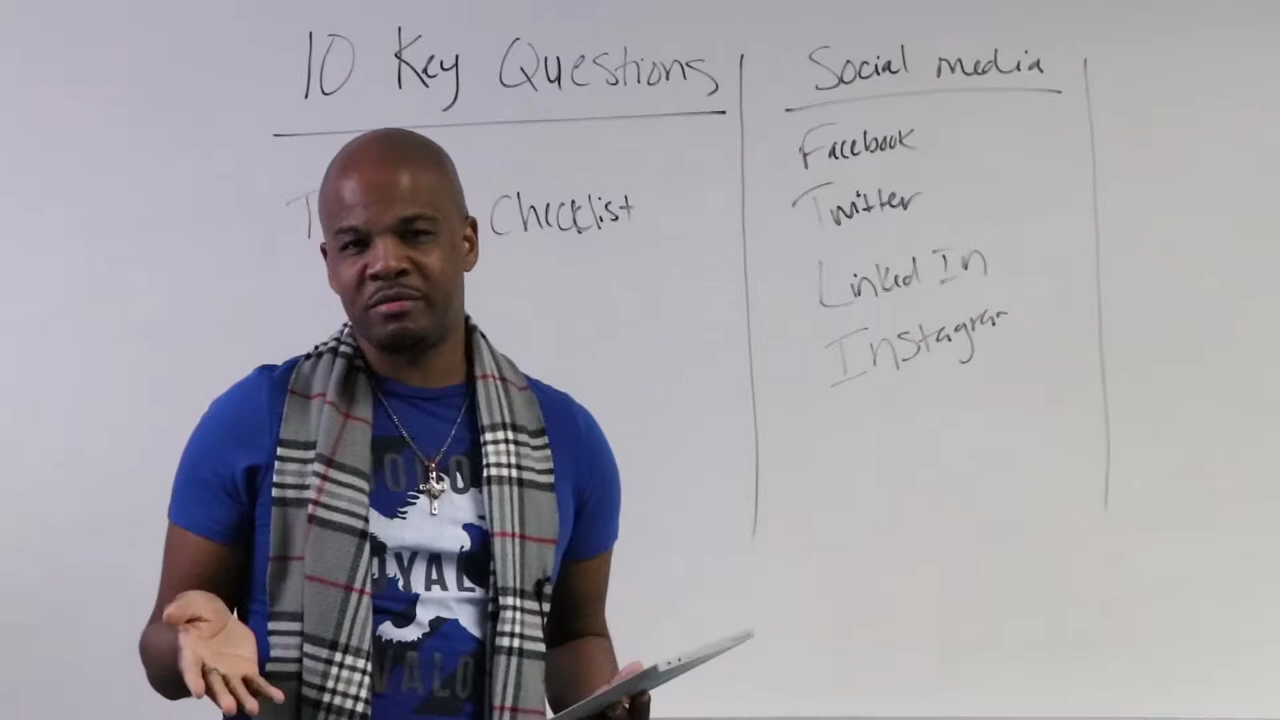 10 Key Questions
Checklist
Social media
Facebook
Twitter
Linked In
Instagram